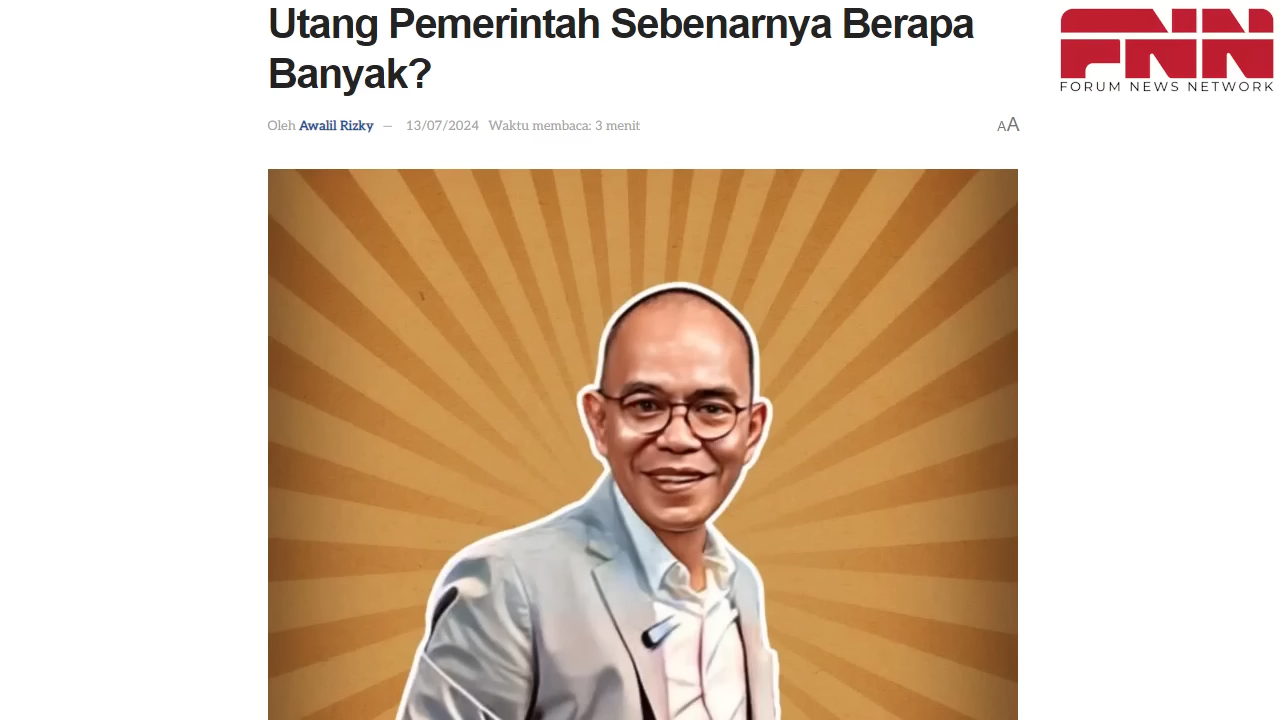 Utang Pemerintah Sebenarnya Berapa
Banyak?
FNN
FORUM NEWS NETWORK
Oleh Awalil Rizky — 13/07/2024 Waktu membaca: 3 menit
AA